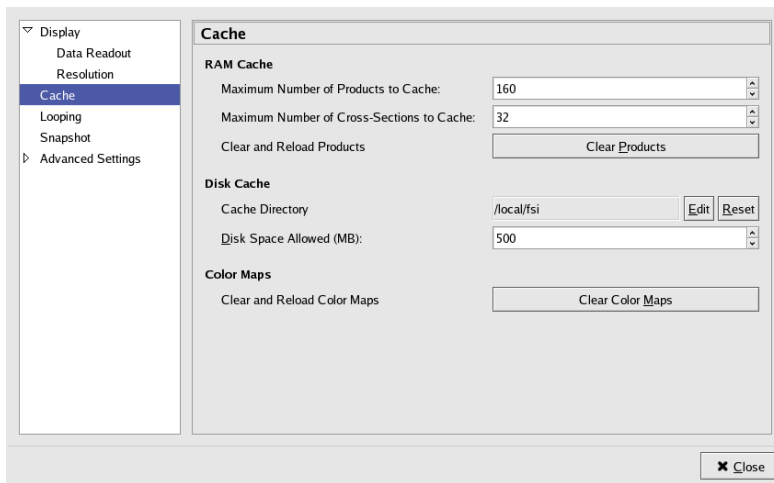 Display
Data Readout
Resolution
Cache
Looping
Snapshot
Advanced Settings
Cache
RAM Cache
Maximum Number of Products to Cache: 160
Maximum Number of Cross-Sections to Cache: 32
Clear and Reload Products Clear Products
Disk Cache
Cache Directory /local/fsi Edit Reset
Disk Space Allowed (MB): 500
Color Maps
Clear and Reload Color Maps Clear Color Maps
Close